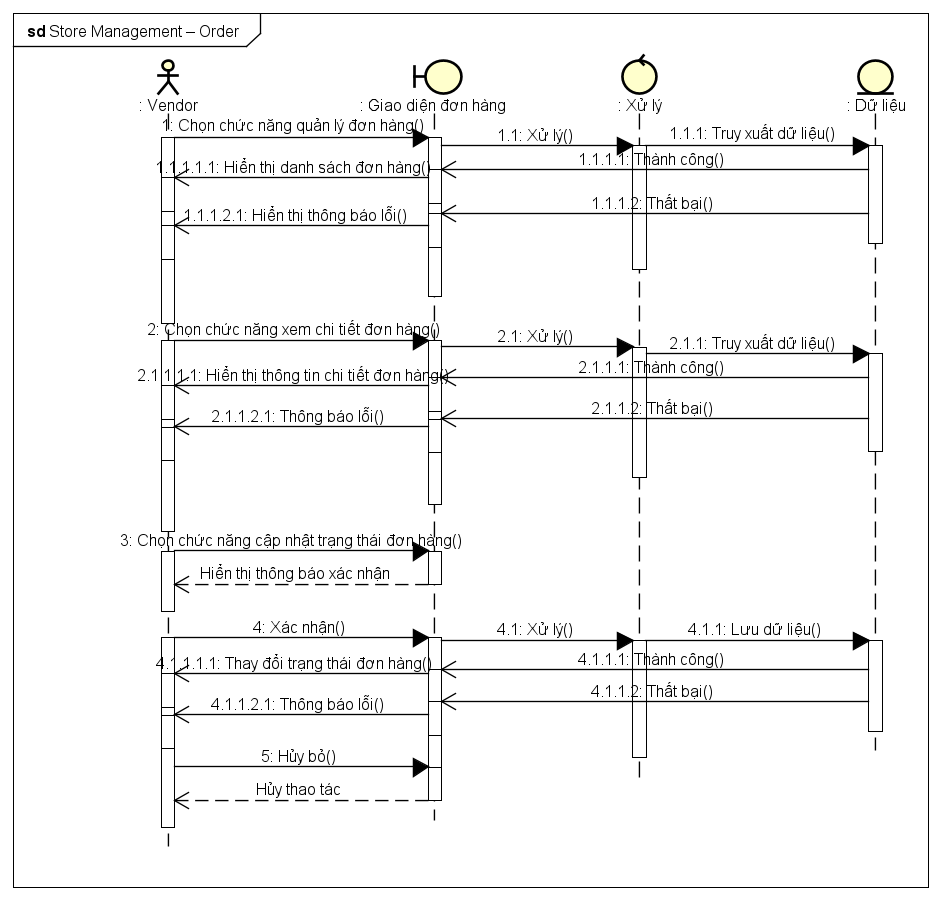 sd Store Management – Order
: Vendor
: Giao diện đơn hàng
: Xử lý
: Dữ liệu
1: Chọn chức năng quản lý đơn hàng()
1.1: Xử lý()
1.1.1: Truy xuất dữ liệu()
1.1.1.1: Thành công()
1.1.1.1.1: Hiển thị danh sách đơn hàng()
1.1.1.2: Thất bại()
1.1.1.2.1: Hiển thị thông báo lỗi()
2: Chọn chức năng xem chi tiết đơn hàng()
2.1: Xử lý()
2.1.1: Truy xuất dữ liệu()
2.1.1.1: Thành công()
2.1.1.1.1: Hiển thị thông tin chi tiết đơn hàng()
2.1.1.2: Thất bại()
2.1.1.2.1: Thông báo lỗi()
3: Chọn chức năng cập nhật trạng thái đơn hàng()
Hiển thị thông báo xác nhận
4: Xác nhận()
4.1: Xử lý()
4.1.1: Lưu dữ liệu()
4.1.1.1: Thành công()
4.1.1.1.1: Thay đổi trạng thái đơn hàng()
4.1.1.2: Thất bại()
4.1.1.2.1: Thông báo lỗi()
5: Hủy bỏ()
Hủy thao tác